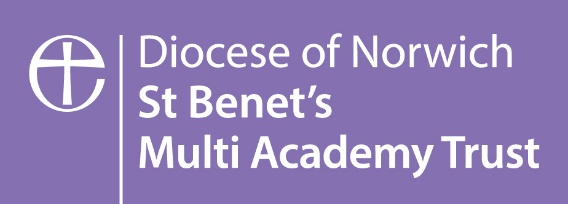 Diocese of Norwich
St Benet’s
Multi Academy Trust